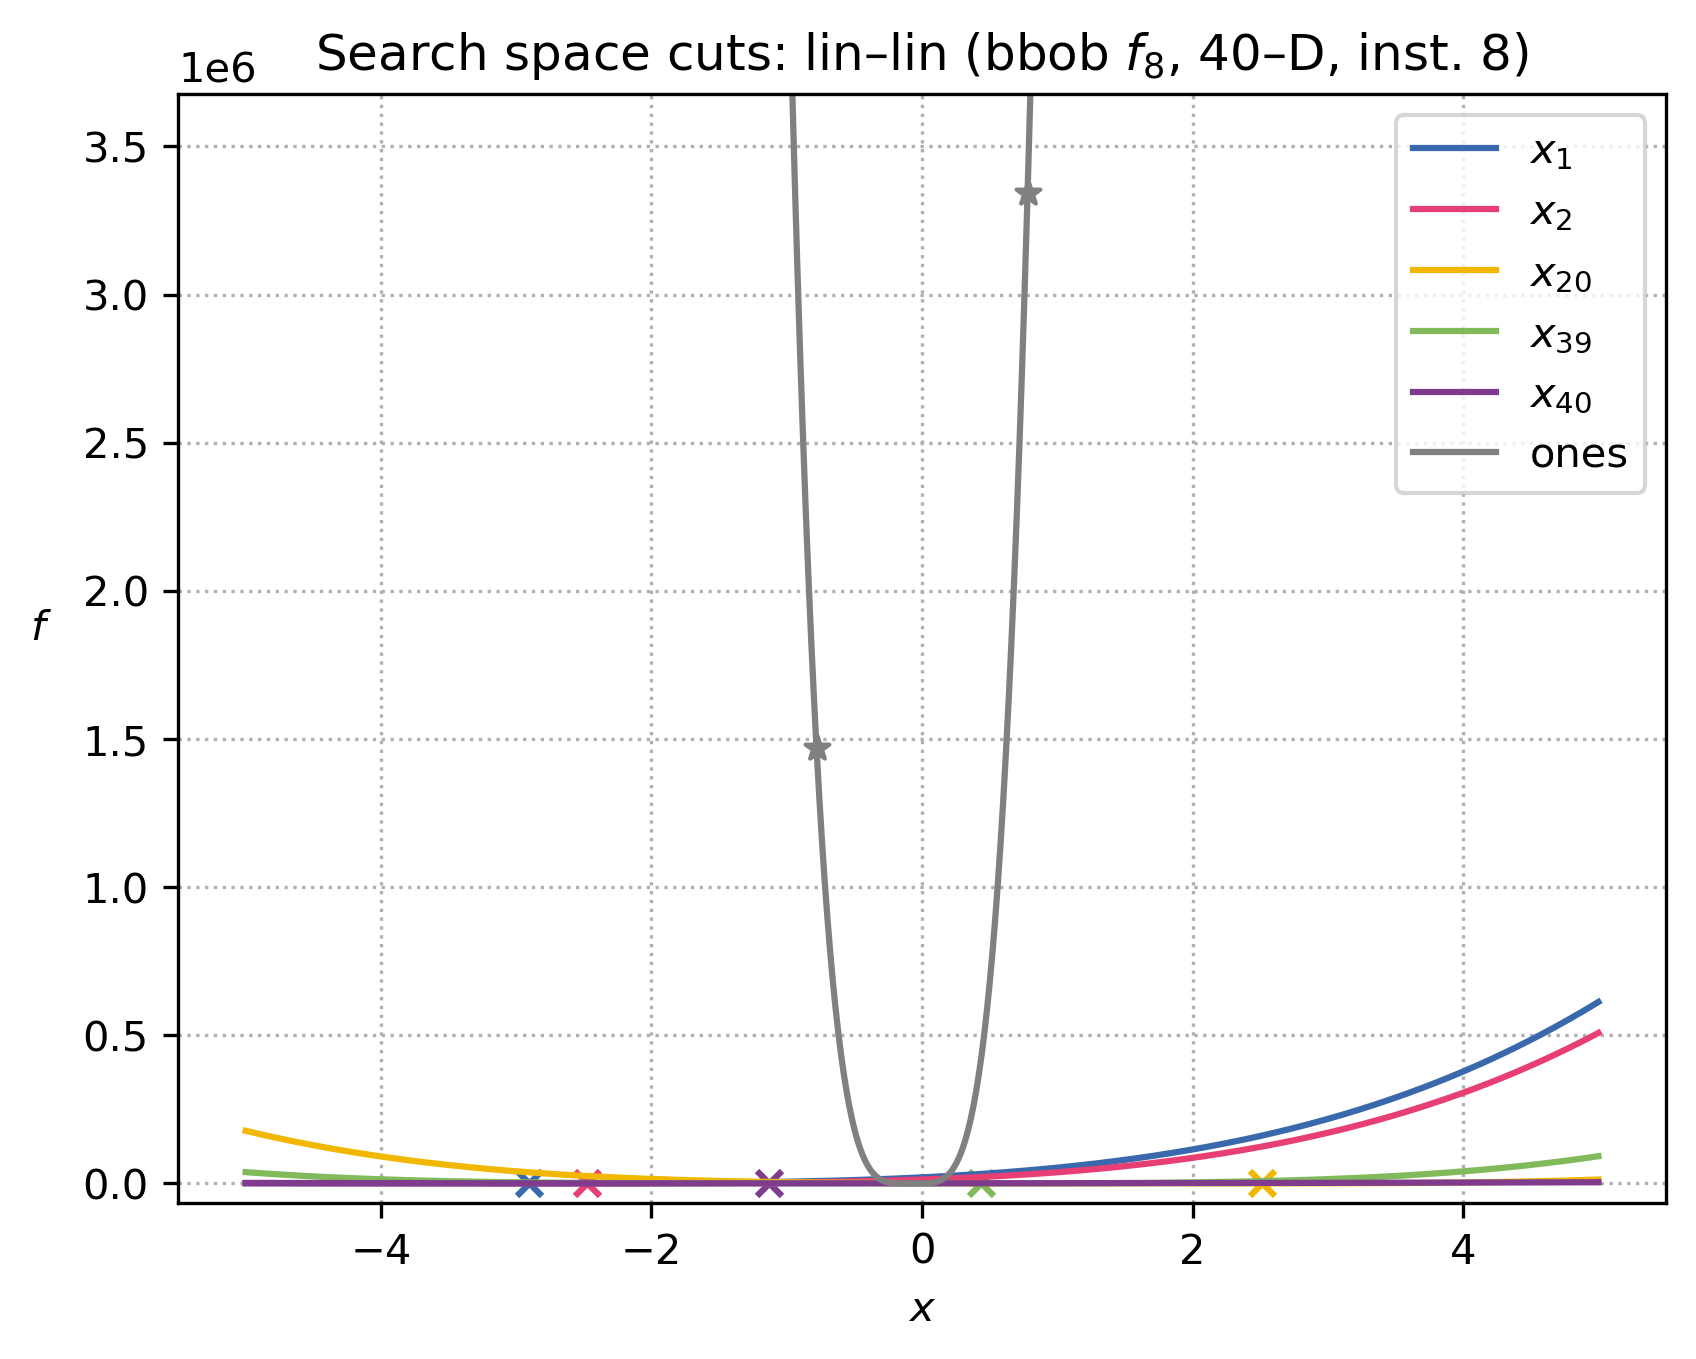 1e6
Search space cuts: lin–lin (bbob f₈, 40–D, inst. 8)
3.5
3.0
2.5
2.0
1.5
1.0
0.5
0.0
f
−4
−2
0
2
4
x
x₁
x₂
x₂₀
x₃₉
x₄₀
ones